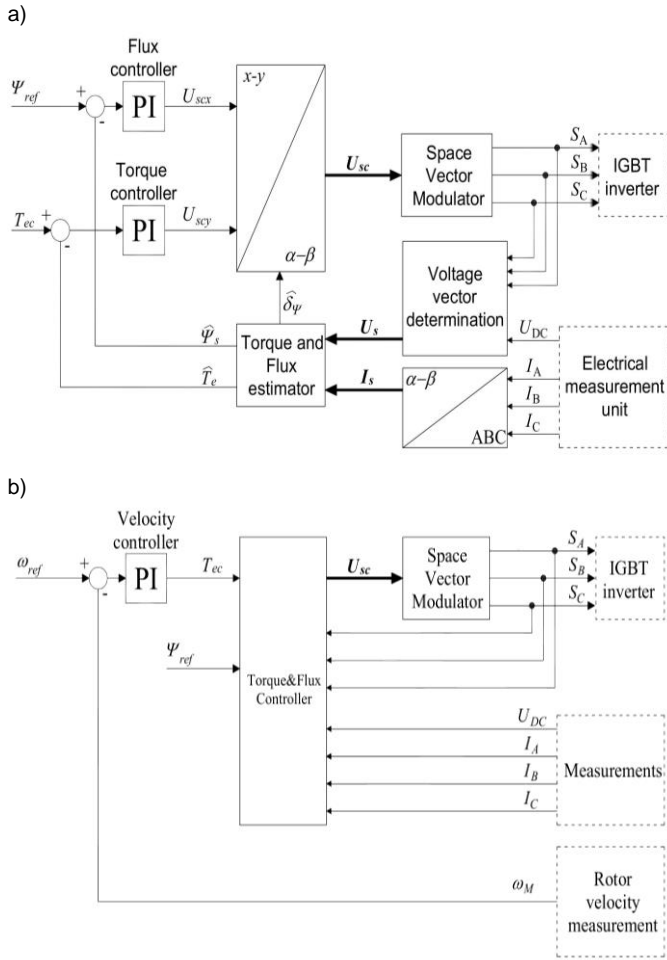 a)
Flux
controller
Ψref
+
-
PI
Uscx
x-y
Torque
controller
Tec
+
-
PI
Uscy
α–β
Usc
Space
Vector
Modulator
SA
SB
SC
IGBT
inverter
δ̂Ψ
Voltage
vector
determination
Ψ̂s
T̂e
Torque and
Flux
estimator
Us
Is
α–β
ABC
UDC
IA
IB
IC
Electrical
measurement
unit
b)
Velocity
controller
ωref
+
-
PI
Tec
Ψref
Torque&Flux
Controller
Usc
Space
Vector
Modulator
SA
SB
SC
IGBT
inverter
UDC
IA
IB
IC
Measurements
ωM
Rotor
velocity
measurement